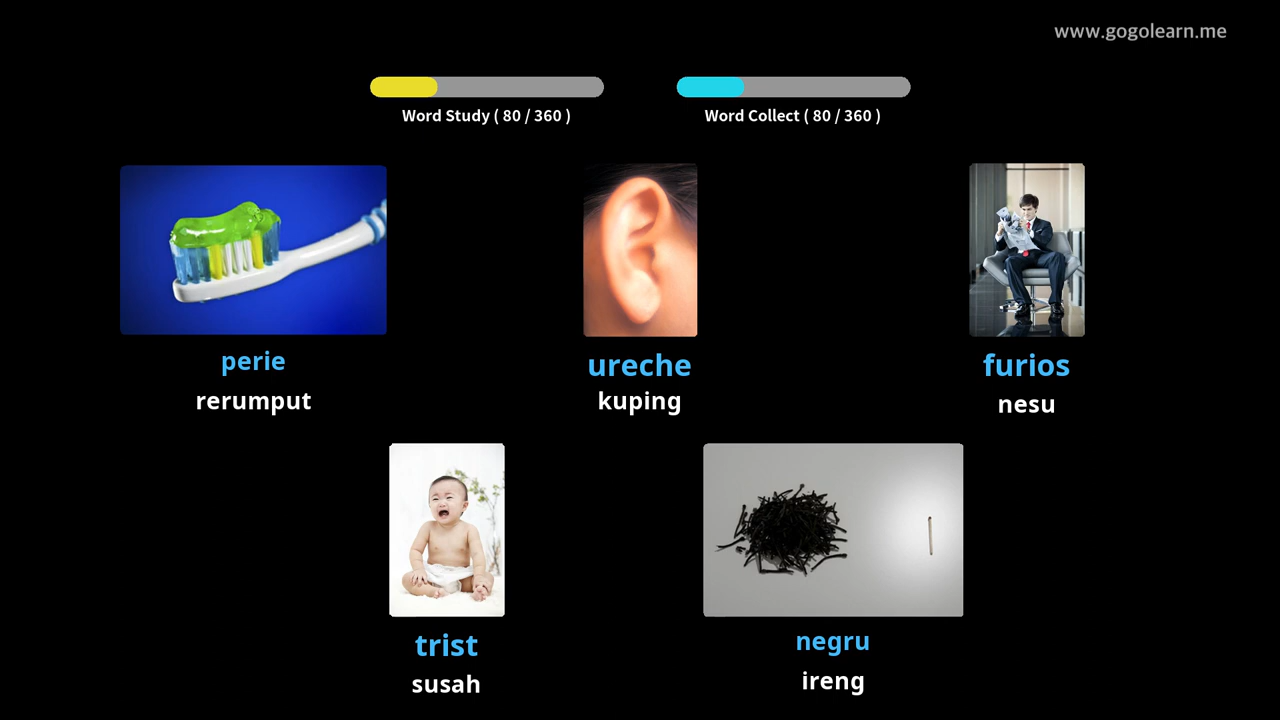 www.gogolearn.me
Word Study ( 80 / 360 )
Word Collect ( 80 / 360 )
perie
rerumput
ureche
kuping
furios
nesu
trist
susah
negru
ireng